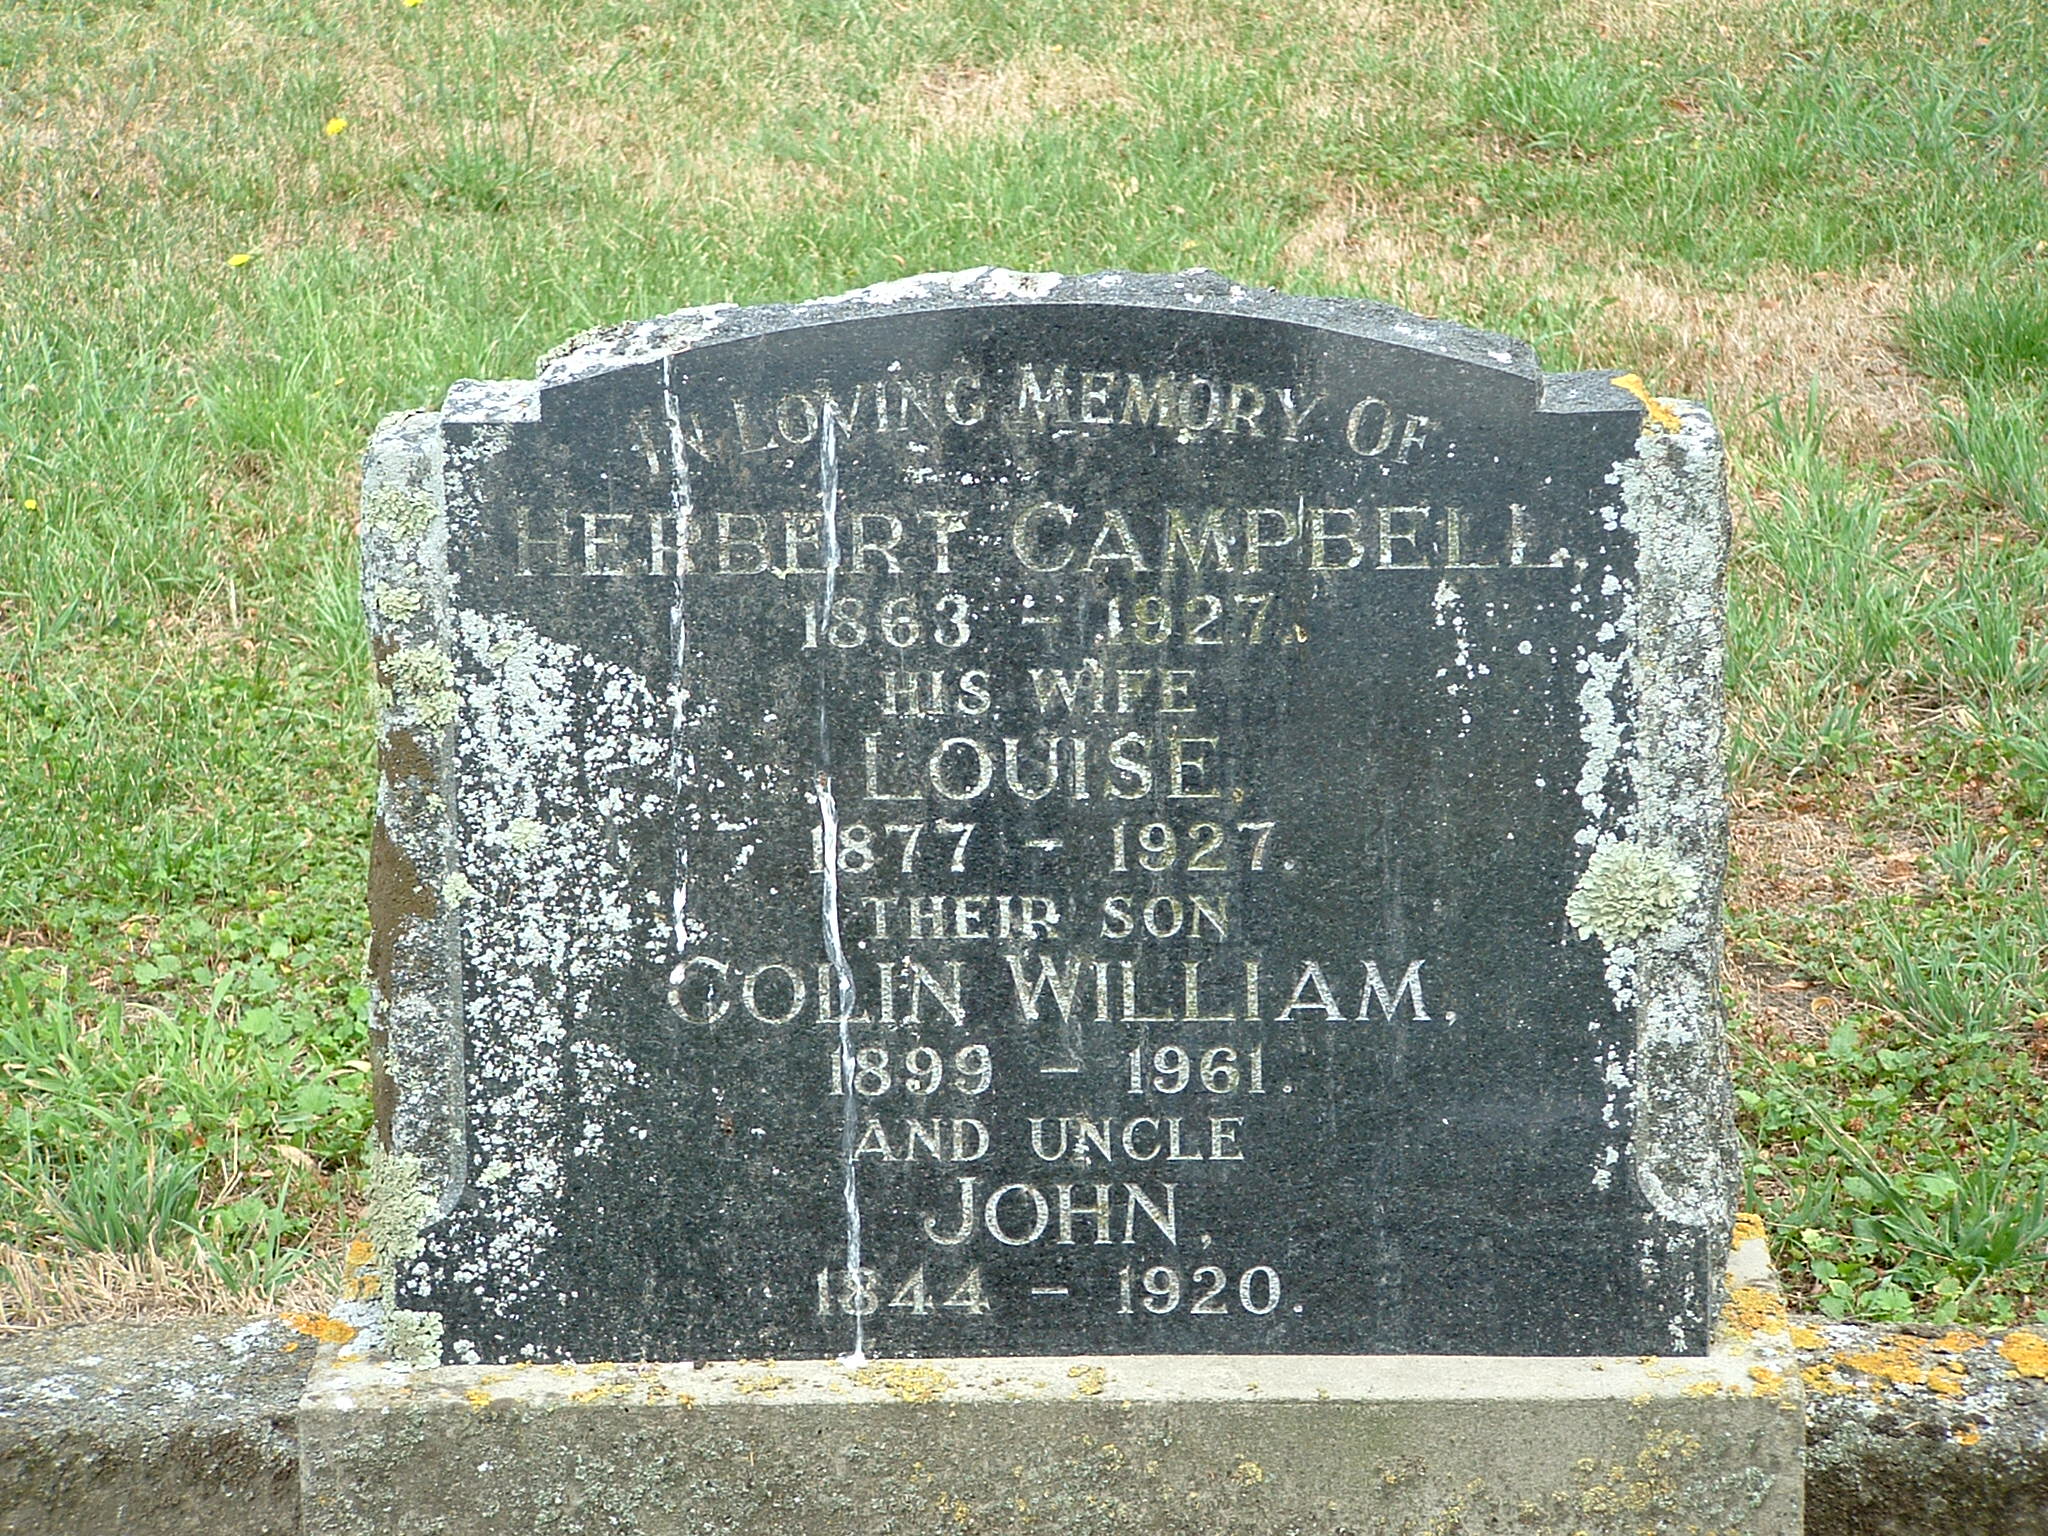 IN LOVING MEMORY OF
HERBERT CAMPBELL,
1863 - 1927.
HIS WIFE
LOUISE,
1877 - 1927.
THEIR SON
COLIN WILLIAM,
1899 - 1961.
AND UNCLE
JOHN,
1844 - 1920.